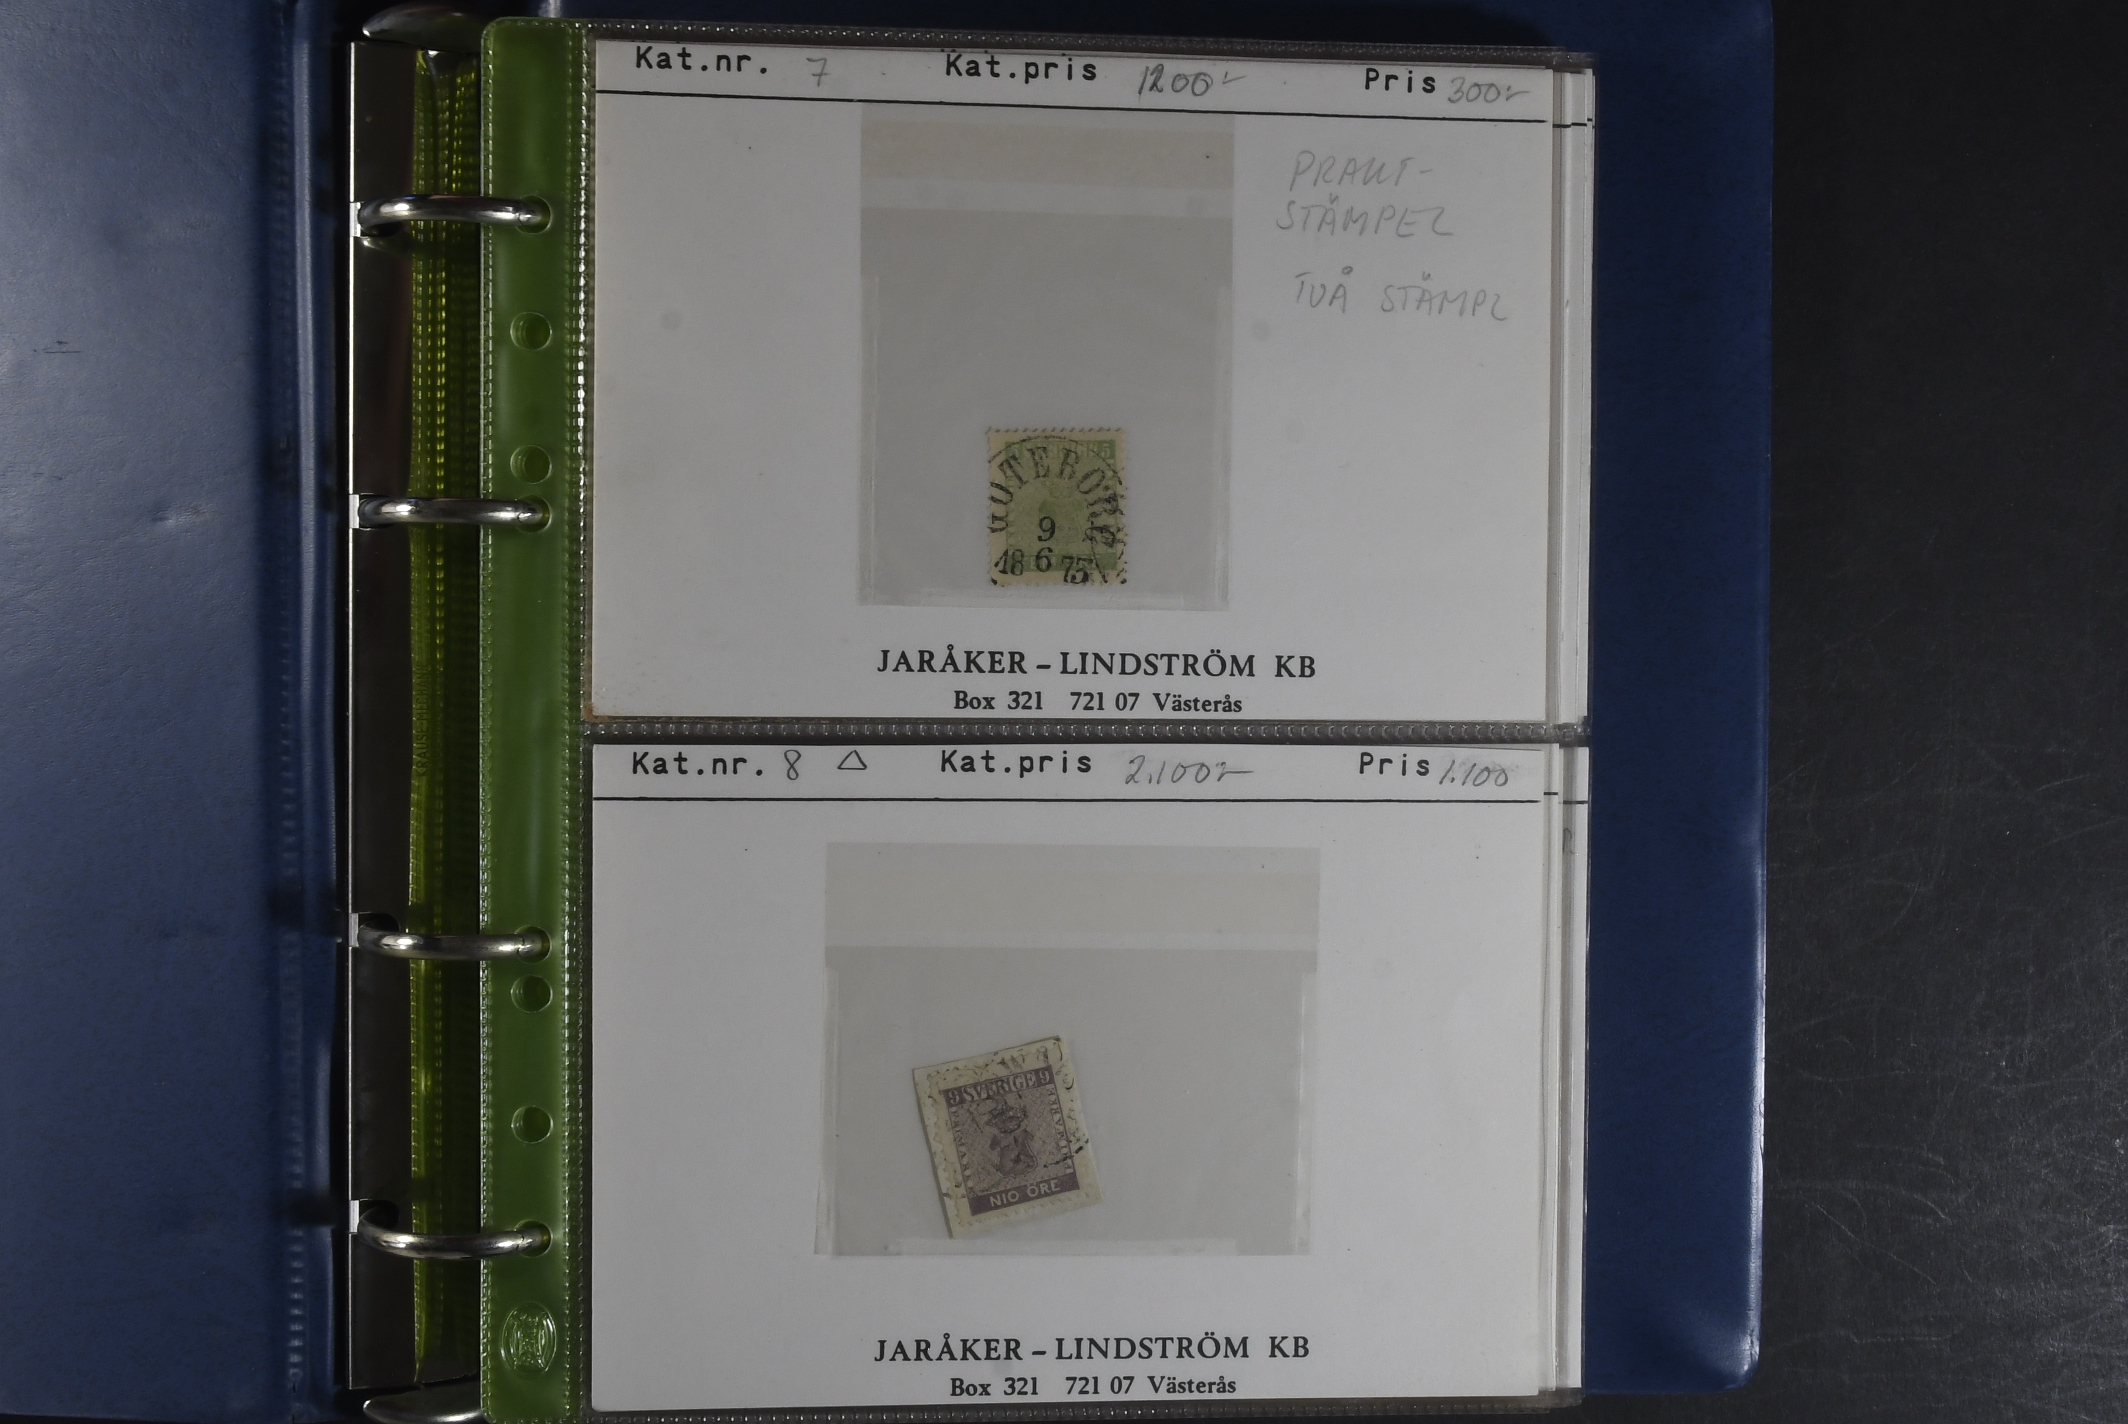 Kat.nr. 7 Kat.pris 1200:- Pris 300:-
PRAKT-
STÄMPEL
TVÅ STÄMPL
GÖTEBORG
9
18 6 75
JARÅKER – LINDSTRÖM KB
Box 321 721 07 Västerås
Kat.nr. 8 △ Kat.pris 2.100:- Pris 1.100
9 SVERIGE 9
FRIMÄRKE
NIO ÖRE
JARÅKER – LINDSTRÖM KB
Box 321 721 07 Västerås